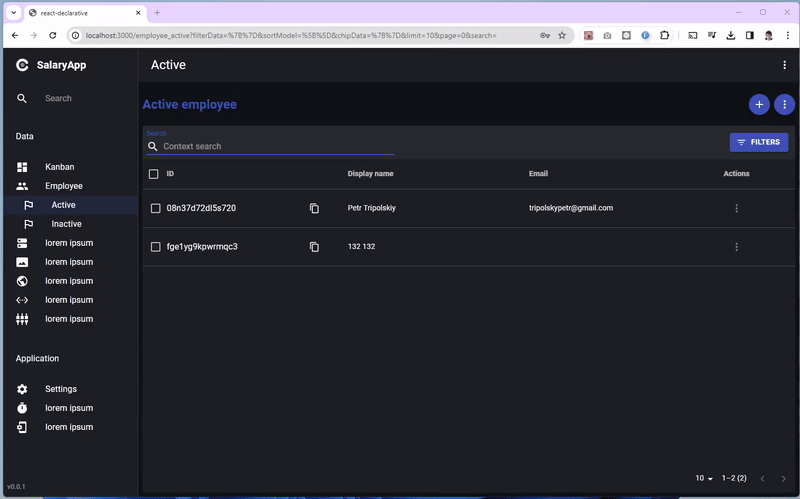 react-declarative
localhost:3000/employee_active?filterData=%7B%7D&sortModel=%5B%5D&chipData=%7B%7D&limit=10&page=0&search=
SalaryApp
Active
Search
Active employee
Data
Search
Context search
FILTERS
ID Display name Email Actions
Kanban
Employee
Active
08n37d72dl5s720 Petr Tripolskiy tripolskypetr@gmail.com
Inactive
lorem ipsum
fge1yg9kpwrmqc3 132 132
lorem ipsum
lorem ipsum
lorem ipsum
lorem ipsum
Application
Settings
lorem ipsum
lorem ipsum
10 1–2 (2)
v0.0.1